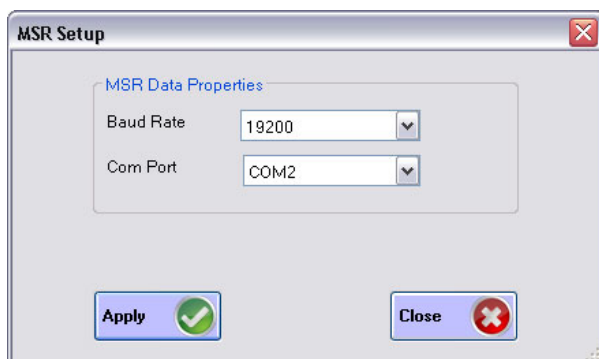 MSR Setup
MSR Data Properties
Baud Rate 19200
Com Port COM2
Apply Close